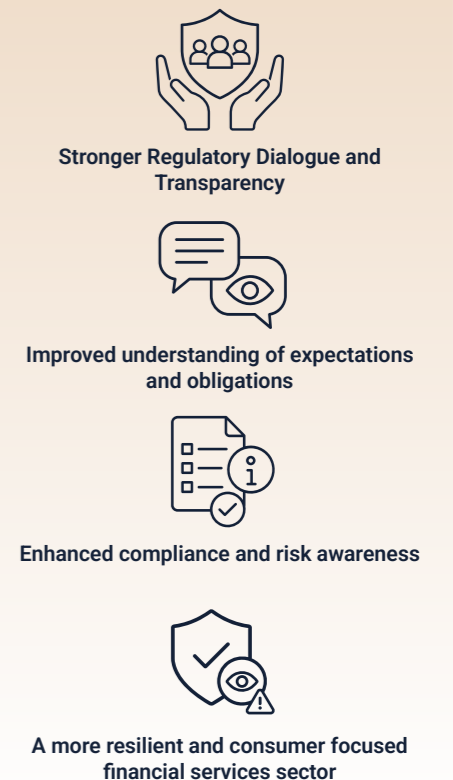 Stronger Regulatory Dialogue and
Transparency
Improved understanding of expectations
and obligations
Enhanced compliance and risk awareness
A more resilient and consumer focused
financial services sector